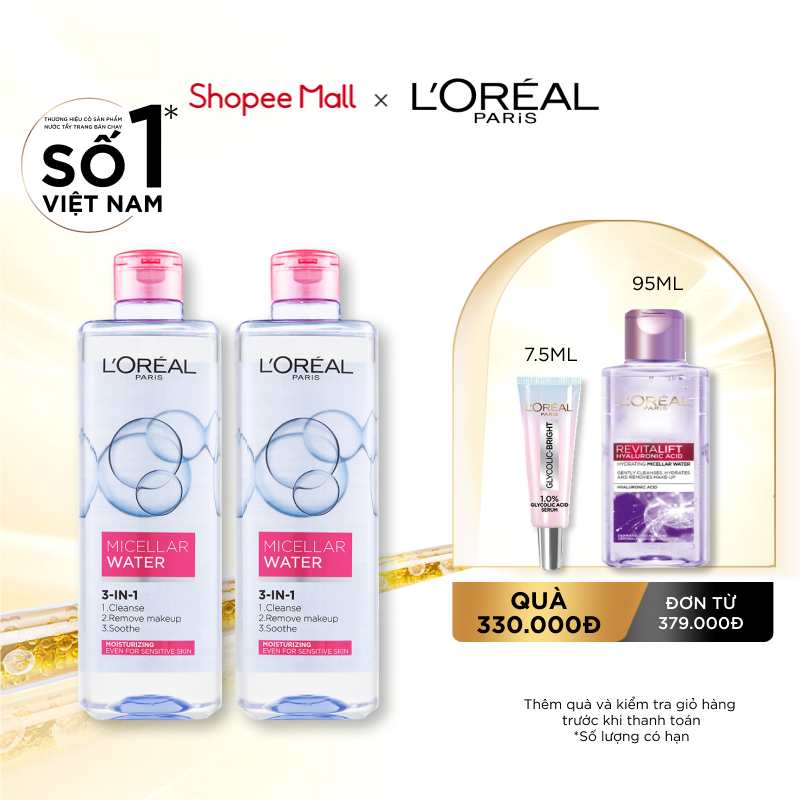 Shopee Mall × L'ORÉAL
PARiS
THƯƠNG HIỆU CÓ SẢN PHẨM
NƯỚC TẨY TRANG BÁN CHẠY
SỐ 1*
VIỆT NAM
L'ORÉAL
PARIS
MICELLAR
WATER
3-IN-1
1.Cleanse
2.Remove makeup
3.Soothe
MOISTURIZING
EVEN FOR SENSITIVE SKIN
L'ORÉAL
PARIS
MICELLAR
WATER
3-IN-1
1.Cleanse
2.Remove makeup
3.Soothe
MOISTURIZING
EVEN FOR SENSITIVE SKIN
7.5ML
L'ORÉAL
PARIS
GLYCOLIC-BRIGHT
1.0%
GLYCOLIC ACID
SERUM
95ML
L'ORÉAL
PARIS
REVITALIFT
HYALURONIC ACID
HYDRATING MICELLAR WATER
GENTLY CLEANSES, HYDRATES
AND REMOVES MAKE-UP
HYALURONIC ACID
QUÀ
330.000Đ
ĐƠN TỪ
379.000Đ
Thêm quà và kiểm tra giỏ hàng
trước khi thanh toán
*Số lượng có hạn